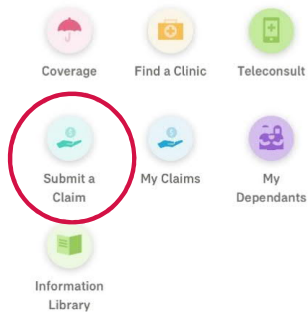 Coverage
Find a Clinic
Teleconsult
Submit a
Claim
My Claims
My
Dependants
Information
Library